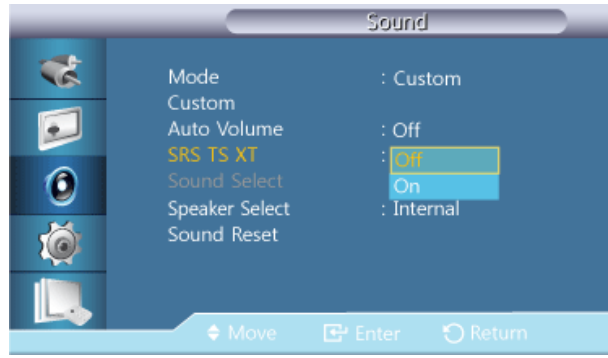 Sound
Mode : Custom
Custom
Auto Volume : Off
SRS TS XT : Off
On
Sound Select
Speaker Select : Internal
Sound Reset
Move Enter Return